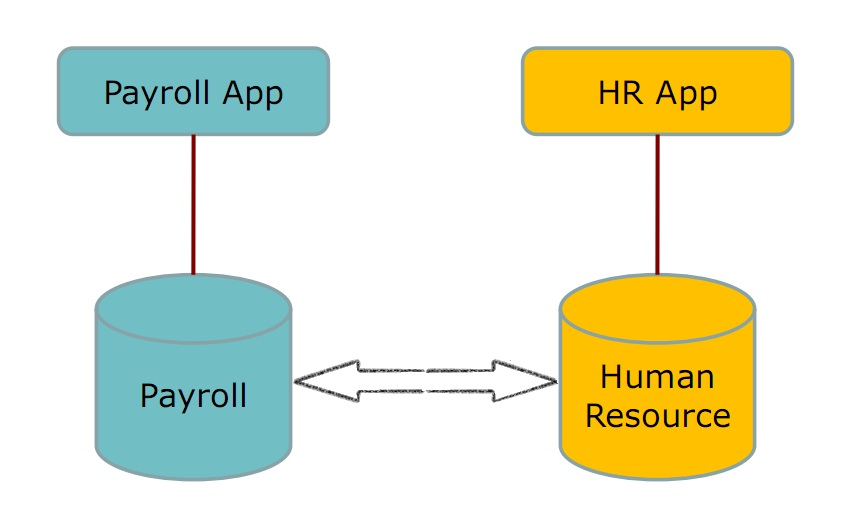 Payroll App
HR App
Payroll
Human
Resource